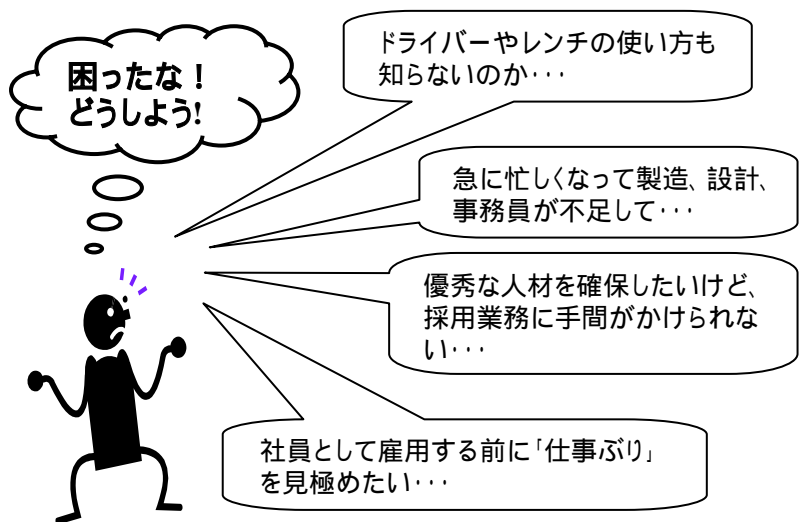 困ったな！
どうしよう!
ドライバーやレンチの使い方も
知らないのか･･･
急に忙しくなって製造、設計、
事務員が不足して･･･
優秀な人材を確保したいけど、
採用業務に手間がかけられな
い･･･
社員として雇用する前に「仕事ぶり」
を見極めたい･･･